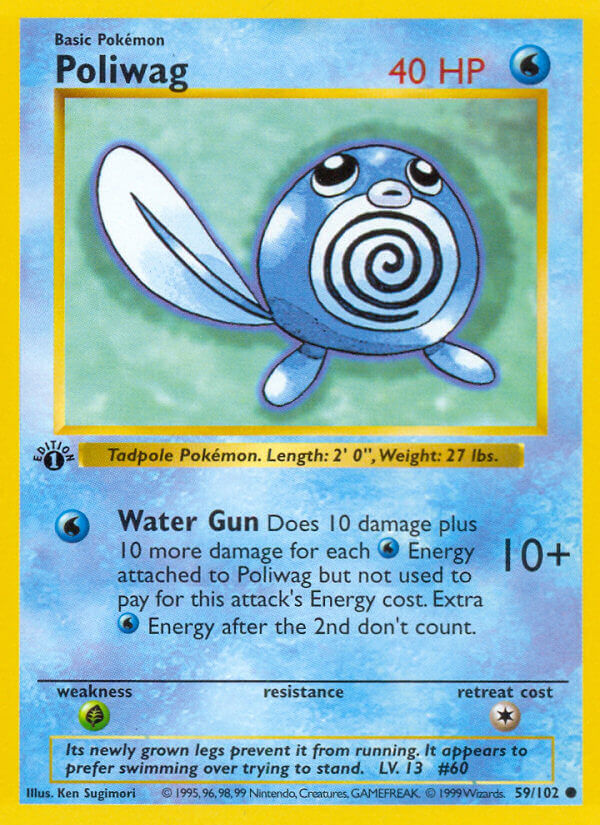 Basic Pokémon
Poliwag
40 HP
EDITION
1
Tadpole Pokémon. Length: 2' 0", Weight: 27 lbs.
Water Gun Does 10 damage plus
10 more damage for each Energy
attached to Poliwag but not used to
pay for this attack's Energy cost. Extra
Energy after the 2nd don't count.
10+
weakness resistance retreat cost
Its newly grown legs prevent it from running. It appears to
prefer swimming over trying to stand. LV. 13 #60
Illus. Ken Sugimori © 1995, 96, 98, 99 Nintendo, Creatures, GAMEFREAK. © 1999 Wizards. 59/102